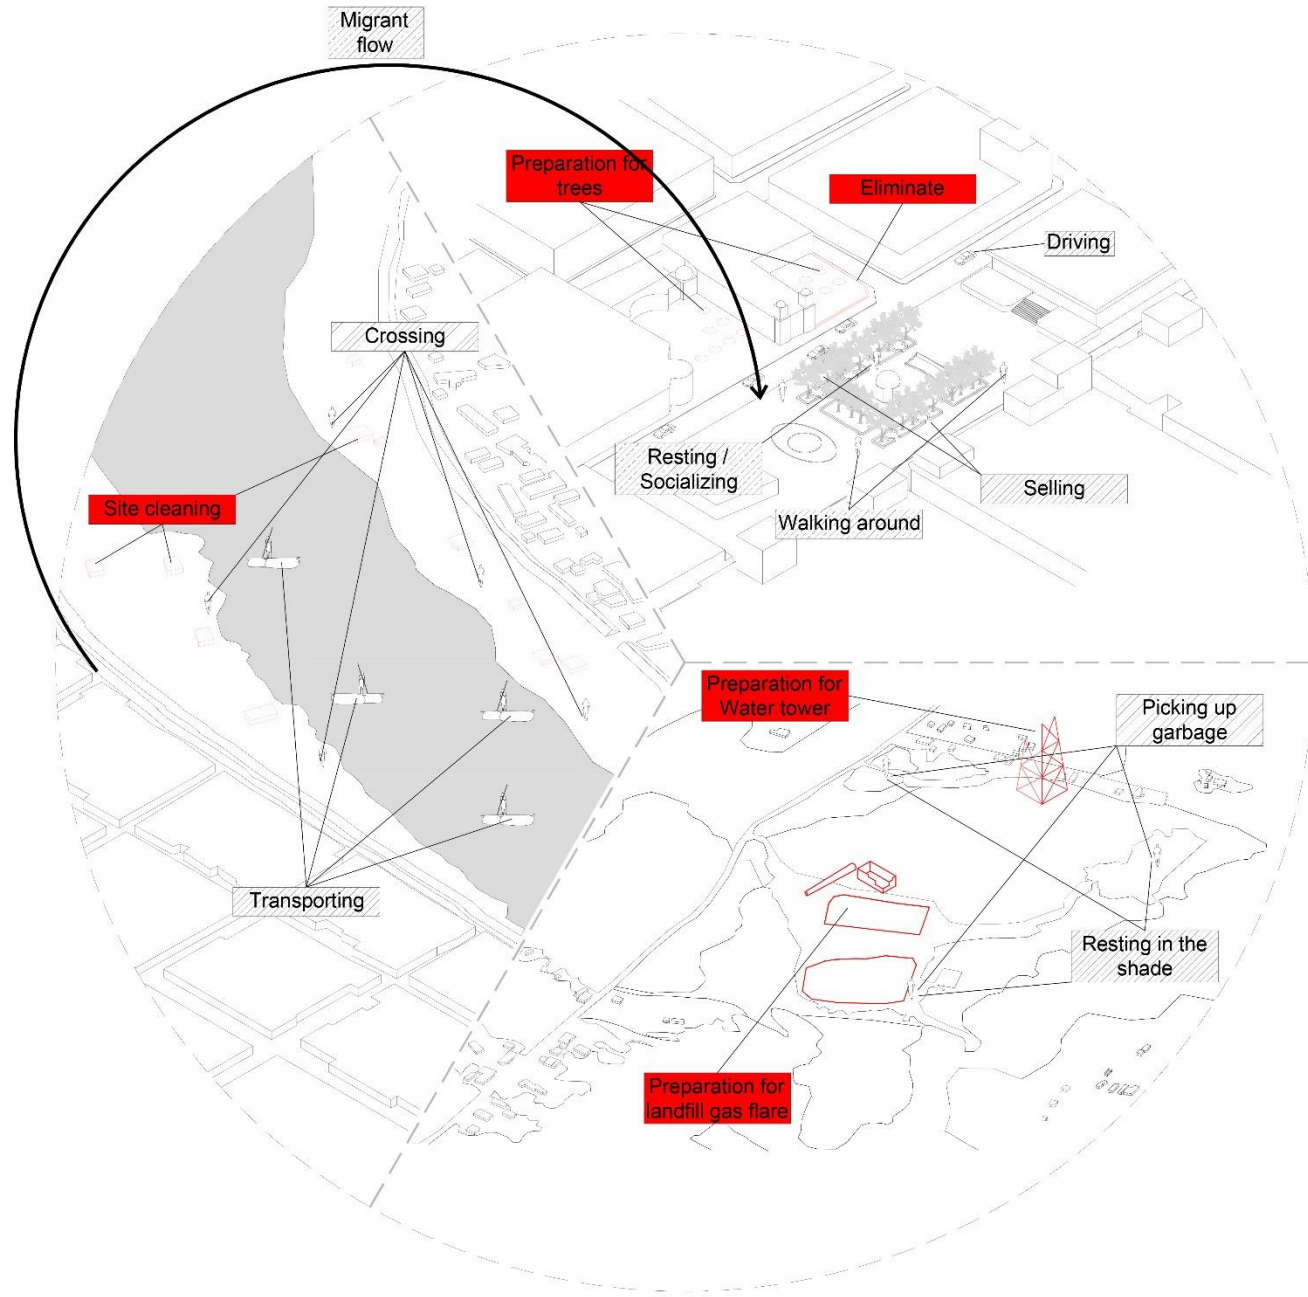 Migrant
flow
Preparation for
trees
Eliminate
Driving
Crossing
Resting /
Socializing
Selling
Walking around
Site cleaning
Preparation for
Water tower
Picking up
garbage
Transporting
Resting in the
shade
Preparation for
landfill gas flare